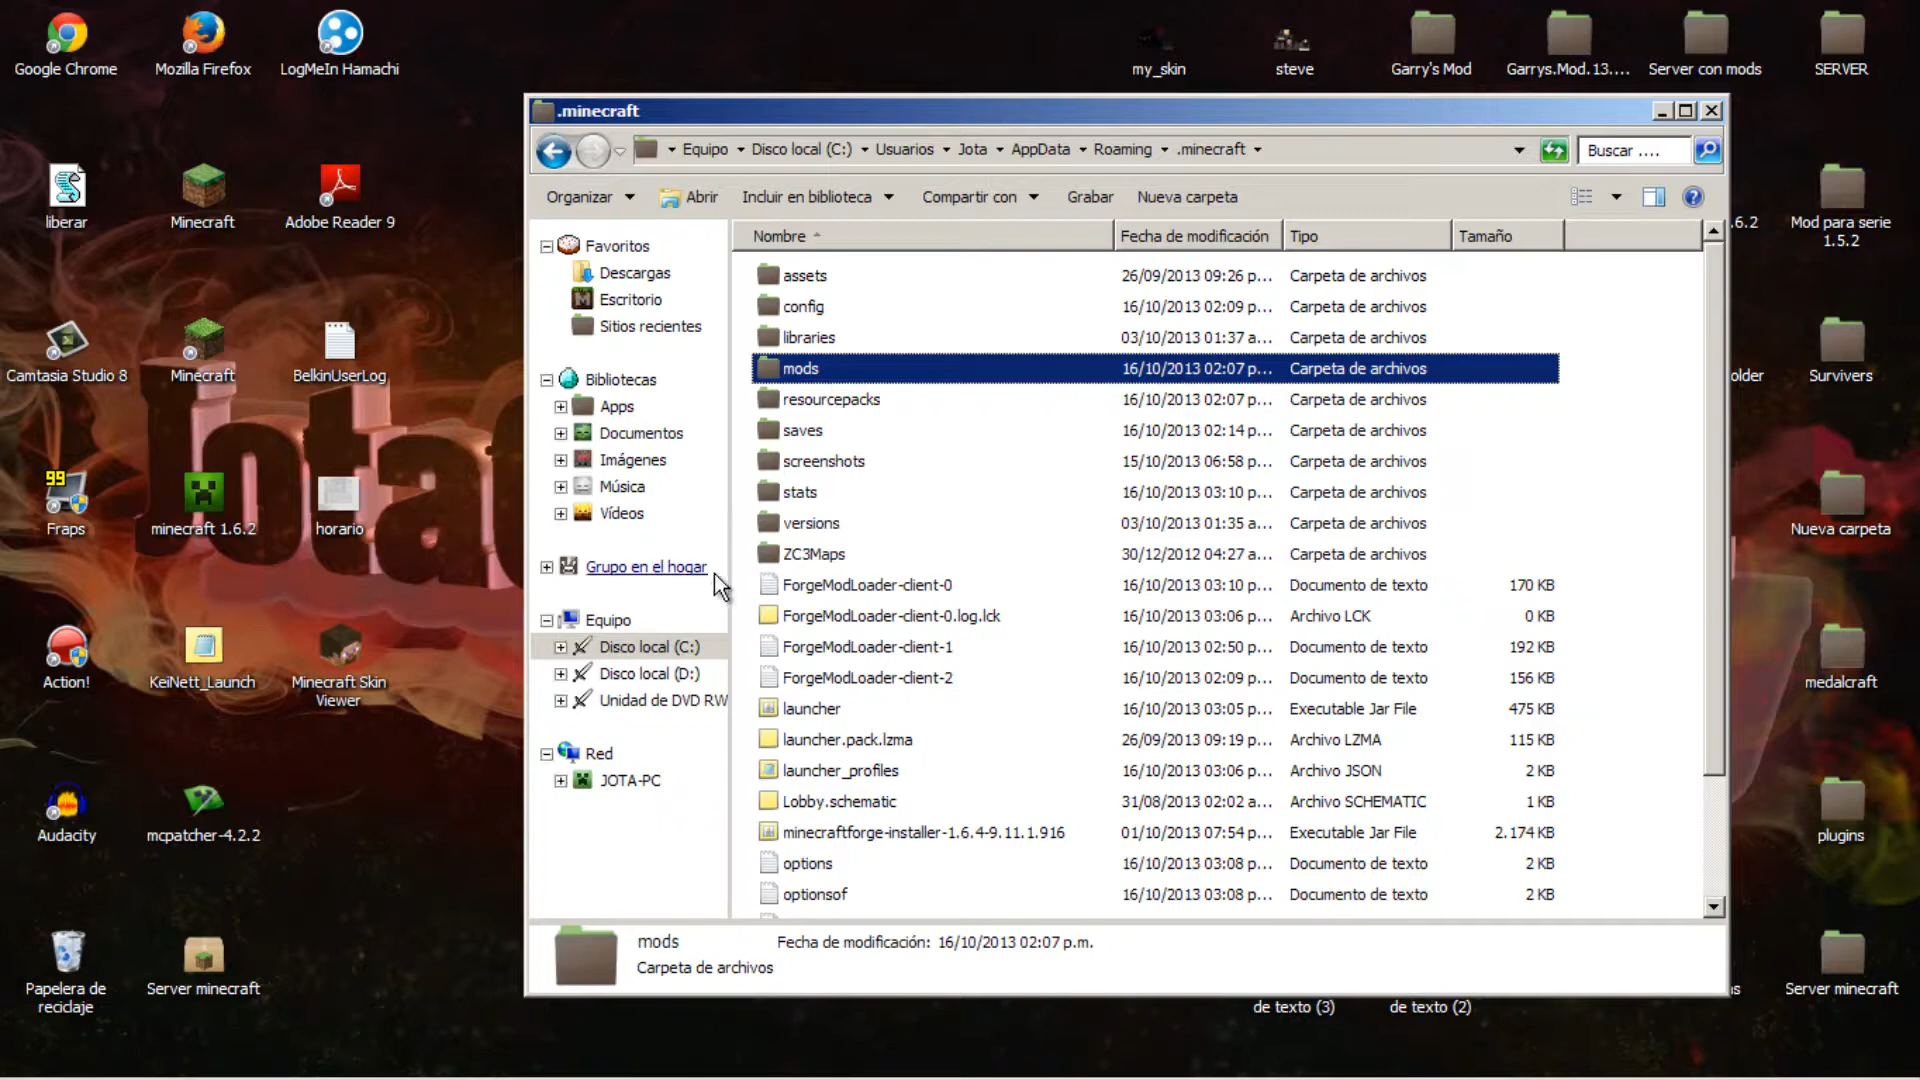 Google Chrome
Mozilla Firefox
LogMeIn Hamachi
my_skin
steve
Garry's Mod
Garrys.Mod.13....
Server con mods
SERVER
liberar
Minecraft
Adobe Reader 9
.6.2
Mod para serie
1.5.2
Camtasia Studio 8
Minecraft
BelkinUserLog
older
Survivers
99
Fraps
minecraft 1.6.2
horario
Nueva carpeta
Action!
KeiNett_Launch
Minecraft Skin
Viewer
medalcraft
Audacity
mcpatcher-4.2.2
plugins
Papelera de
reciclaje
Server minecraft
de texto (3)
de texto (2)
Server minecraft
Jota
.minecraft
Equipo
Disco local (C:)
Usuarios
Jota
AppData
Roaming
.minecraft
Buscar ....
Organizar
Abrir
Incluir en biblioteca
Compartir con
Grabar
Nueva carpeta
Favoritos
Descargas
Escritorio
Sitios recientes
Bibliotecas
Apps
Documentos
Imágenes
Música
Vídeos
Grupo en el hogar
Equipo
Disco local (C:)
Disco local (D:)
Unidad de DVD RW
Red
JOTA-PC
Nombre Fecha de modificación Tipo Tamaño
assets 26/09/2013 09:26 p... Carpeta de archivos
config 16/10/2013 02:09 p... Carpeta de archivos
libraries 03/10/2013 01:37 a... Carpeta de archivos
mods 16/10/2013 02:07 p... Carpeta de archivos
resourcepacks 16/10/2013 02:07 p... Carpeta de archivos
saves 16/10/2013 02:14 p... Carpeta de archivos
screenshots 15/10/2013 06:58 p... Carpeta de archivos
stats 16/10/2013 03:10 p... Carpeta de archivos
versions 03/10/2013 01:35 a... Carpeta de archivos
ZC3Maps 30/12/2012 04:27 a... Carpeta de archivos
ForgeModLoader-client-0 16/10/2013 03:10 p... Documento de texto 170 KB
ForgeModLoader-client-0.log.lck 16/10/2013 03:06 p... Archivo LCK 0 KB
ForgeModLoader-client-1 16/10/2013 02:50 p... Documento de texto 192 KB
ForgeModLoader-client-2 16/10/2013 02:09 p... Documento de texto 156 KB
launcher 16/10/2013 03:05 p... Executable Jar File 475 KB
launcher.pack.lzma 26/09/2013 09:19 p... Archivo LZMA 115 KB
launcher_profiles 16/10/2013 03:06 p... Archivo JSON 2 KB
Lobby.schematic 31/08/2013 02:02 a... Archivo SCHEMATIC 1 KB
minecraftforge-installer-1.6.4-9.11.1.916 01/10/2013 07:54 p... Executable Jar File 2.174 KB
options 16/10/2013 03:08 p... Documento de texto 2 KB
optionsof 16/10/2013 03:08 p... Documento de texto 2 KB
mods Fecha de modificación: 16/10/2013 02:07 p.m.
Carpeta de archivos